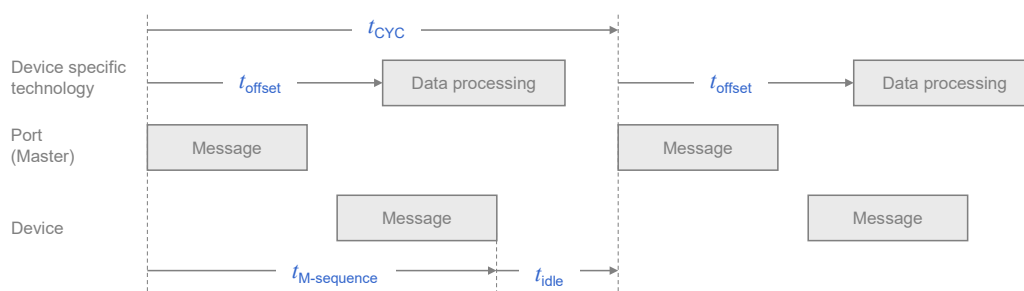 tCYC
Device specific
technology
toffset
Data processing
toffset
Data processing
Port
(Master)
Message
Message
Device
Message
Message
tM-sequence
tidle